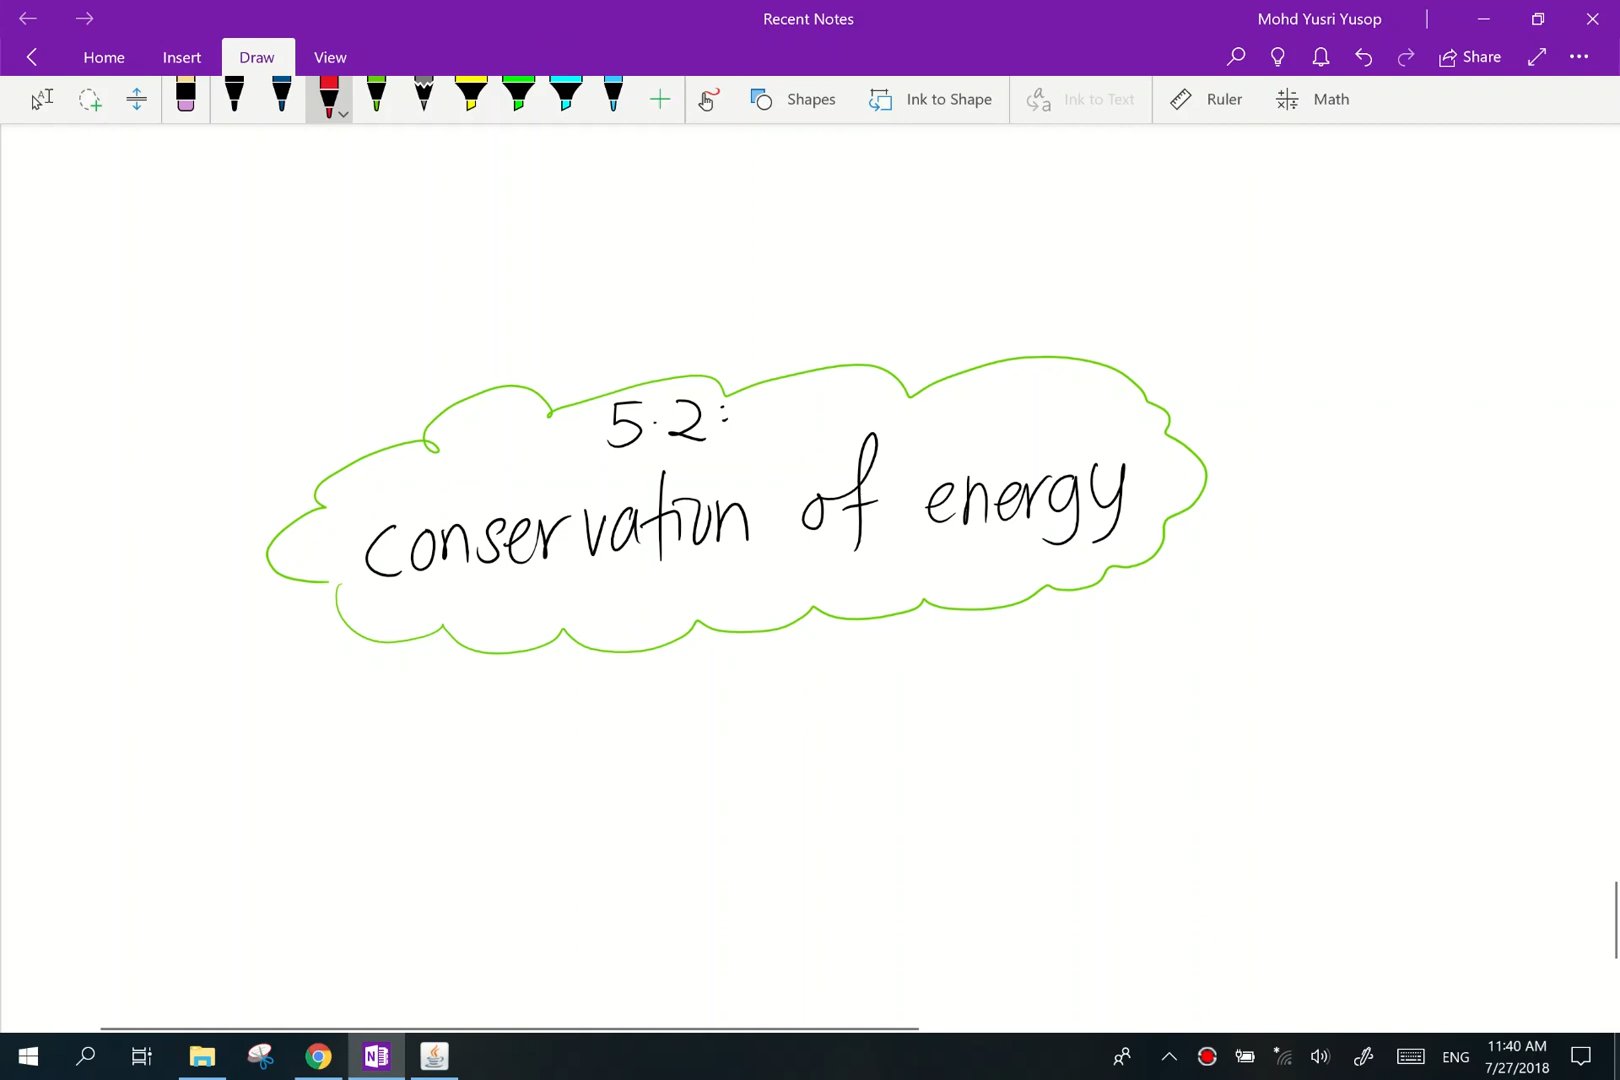 Recent Notes
Mohd Yusri Yusop
Home Insert Draw View
Share
Shapes
Ink to Shape
Ink to Text
Ruler
Math
5.2:
conservation of energy
ENG
11:40 AM
7/27/2018